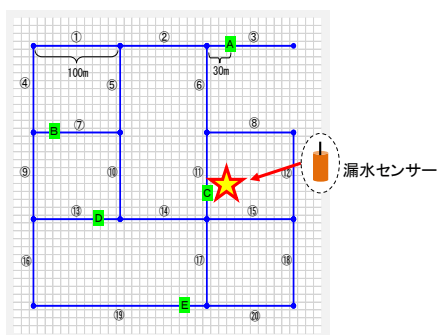 ① ② A ③
100m 30m
④ ⑤ ⑥
B ⑦ ⑧
⑨ ⑩ ⑪ ⑫ 漏水センサー
C
⑬ D ⑭ ⑮
⑯ ⑰ ⑱
E
⑲ ⑳